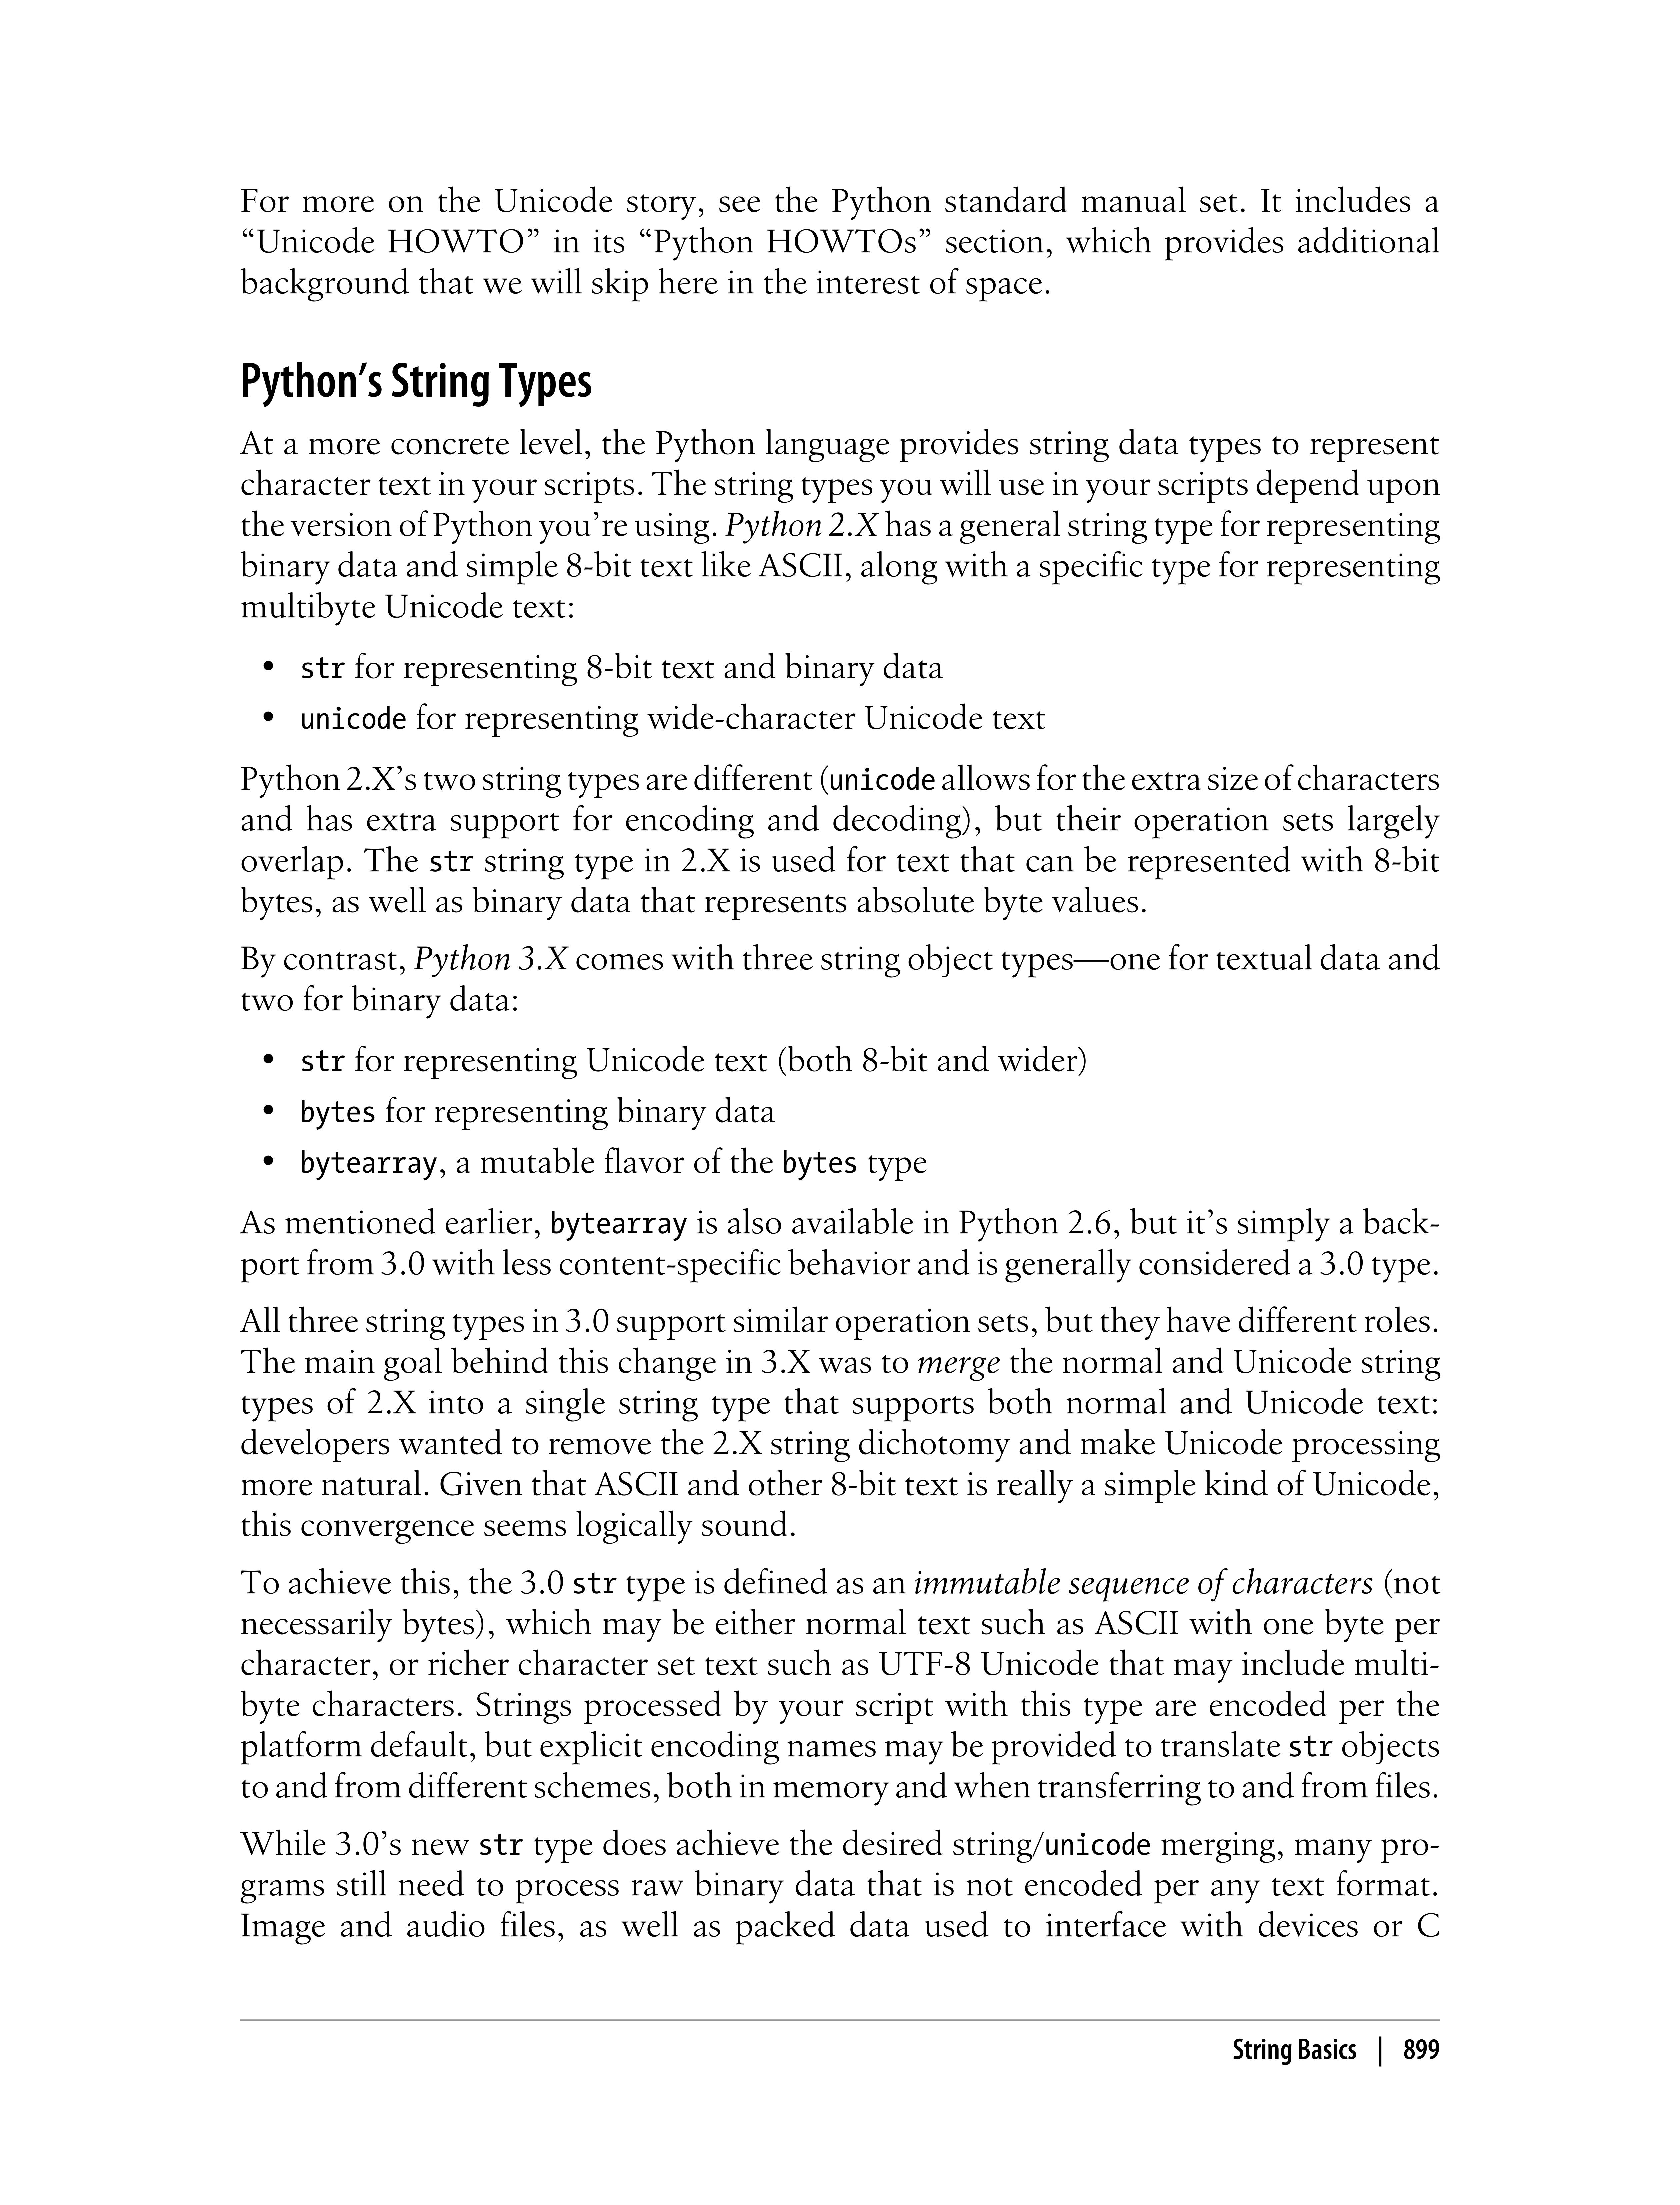 For more on the Unicode story, see the Python standard manual set. It includes a
“Unicode HOWTO” in its “Python HOWTOs” section, which provides additional
background that we will skip here in the interest of space.
Python’s String Types
At a more concrete level, the Python language provides string data types to represent
character text in your scripts. The string types you will use in your scripts depend upon
the version of Python you’re using. Python 2.X has a general string type for representing
binary data and simple 8-bit text like ASCII, along with a specific type for representing
multibyte Unicode text:
• str for representing 8-bit text and binary data
• unicode for representing wide-character Unicode text
Python 2.X’s two string types are different (unicode allows for the extra size of characters
and has extra support for encoding and decoding), but their operation sets largely
overlap. The str string type in 2.X is used for text that can be represented with 8-bit
bytes, as well as binary data that represents absolute byte values.
By contrast, Python 3.X comes with three string object types—one for textual data and
two for binary data:
• str for representing Unicode text (both 8-bit and wider)
• bytes for representing binary data
• bytearray, a mutable flavor of the bytes type
As mentioned earlier, bytearray is also available in Python 2.6, but it’s simply a back-
port from 3.0 with less content-specific behavior and is generally considered a 3.0 type.
All three string types in 3.0 support similar operation sets, but they have different roles.
The main goal behind this change in 3.X was to merge the normal and Unicode string
types of 2.X into a single string type that supports both normal and Unicode text:
developers wanted to remove the 2.X string dichotomy and make Unicode processing
more natural. Given that ASCII and other 8-bit text is really a simple kind of Unicode,
this convergence seems logically sound.
To achieve this, the 3.0 str type is defined as an immutable sequence of characters (not
necessarily bytes), which may be either normal text such as ASCII with one byte per
character, or richer character set text such as UTF-8 Unicode that may include multi-
byte characters. Strings processed by your script with this type are encoded per the
platform default, but explicit encoding names may be provided to translate str objects
to and from different schemes, both in memory and when transferring to and from files.
While 3.0’s new str type does achieve the desired string/unicode merging, many pro-
grams still need to process raw binary data that is not encoded per any text format.
Image and audio files, as well as packed data used to interface with devices or C
String Basics | 899